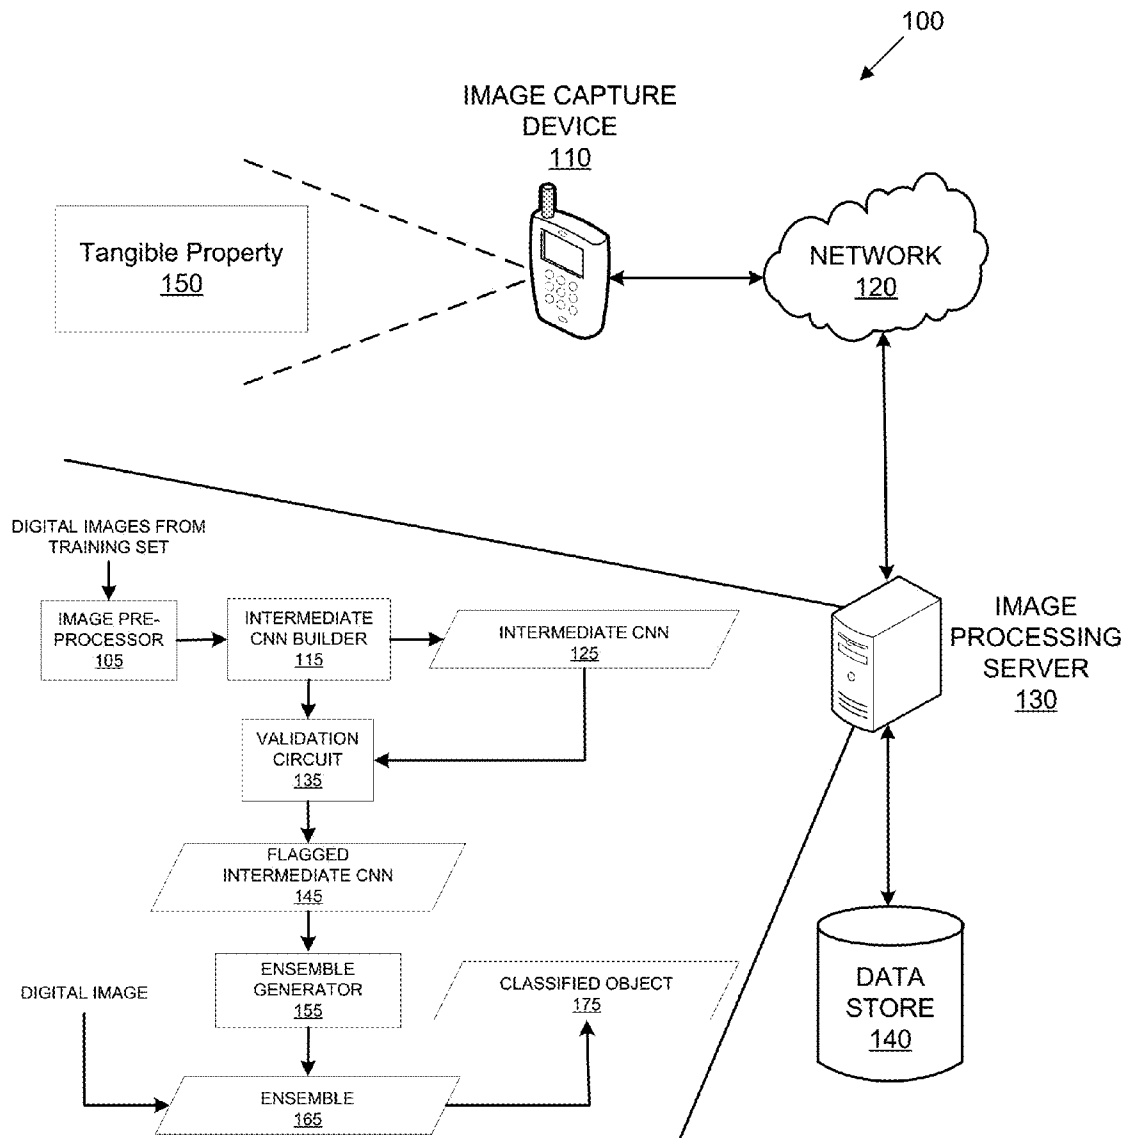 100
IMAGE CAPTURE
DEVICE
110
Tangible Property
150
NETWORK
120
DIGITAL IMAGES FROM
TRAINING SET
IMAGE PRE-
PROCESSOR
105
INTERMEDIATE
CNN BUILDER
115
INTERMEDIATE CNN
125
IMAGE
PROCESSING
SERVER
130
VALIDATION
CIRCUIT
135
FLAGGED
INTERMEDIATE CNN
145
ENSEMBLE
GENERATOR
155
DIGITAL IMAGE
CLASSIFIED OBJECT
175
DATA
STORE
140
ENSEMBLE
165